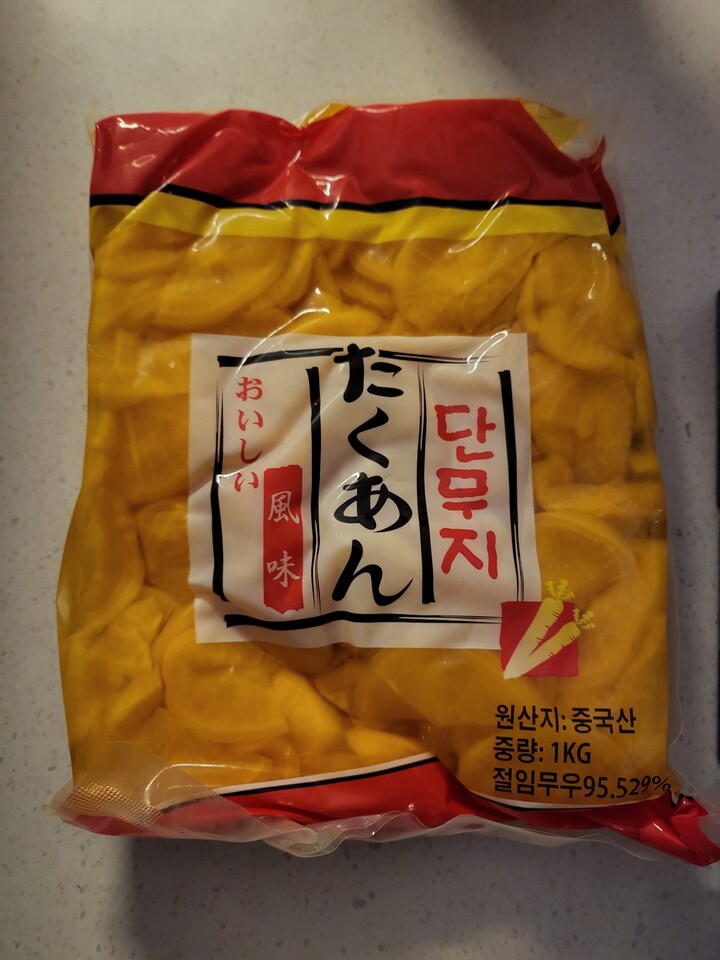 단무지
たくあん
おいしい
風味
원산지: 중국산
중량: 1KG
절임무우95.529%